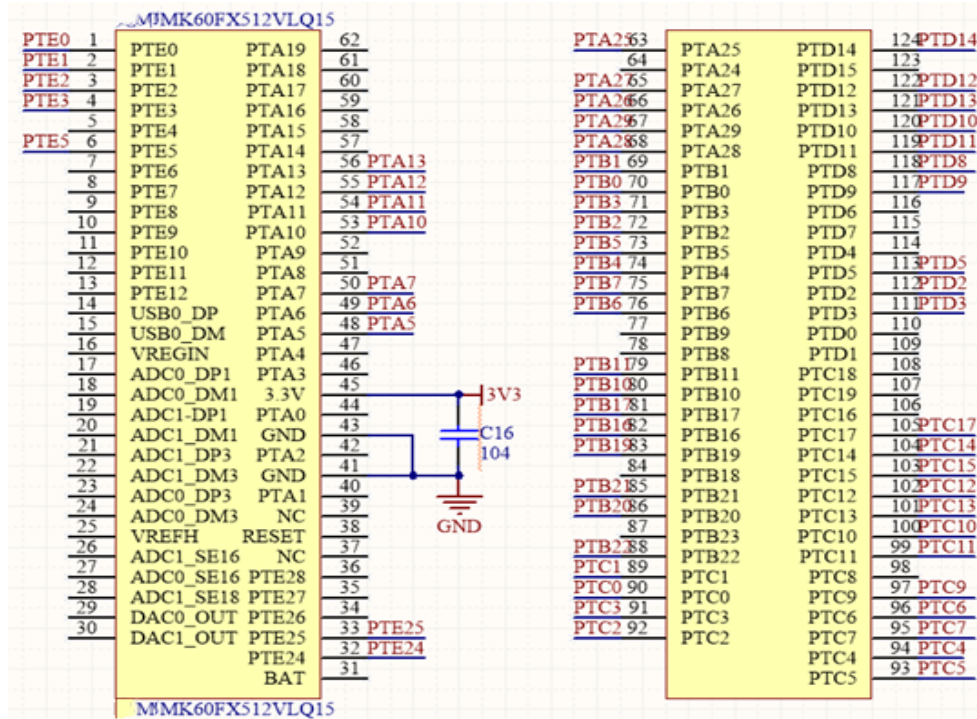 MK60FX512VLQ15
PTE0 1 PTE0 PTA19 62
PTE1 2 PTE1 PTA18 61
PTE2 3 PTE2 PTA17 60
PTE3 4 PTE3 PTA16 59
5 PTE4 PTA15 58
PTE5 6 PTE5 PTA14 57
7 PTE6 PTA13 56 PTA13
8 PTE7 PTA12 55 PTA12
9 PTE8 PTA11 54 PTA11
10 PTE9 PTA10 53 PTA10
11 PTE10 PTA9 52
12 PTE11 PTA8 51
13 PTE12 PTA7 50 PTA7
14 USB0_DP PTA6 49 PTA6
15 USB0_DM PTA5 48 PTA5
16 VREGIN PTA4 47
17 ADC0_DP1 PTA3 46
18 ADC0_DM1 3.3V 45 3V3
19 ADC1-DP1 PTA0 44
20 ADC1_DM1 GND 43 C16
21 ADC1_DP3 PTA2 42 104
22 ADC1_DM3 GND 41
23 ADC0_DP3 PTA1 40
24 ADC0_DM3 NC 39 GND
25 VREFH RESET 38
26 ADC1_SE16 NC 37
27 ADC0_SE16 PTE28 36
28 ADC1_SE18 PTE27 35
29 DAC0_OUT PTE26 34
30 DAC1_OUT PTE25 33 PTE25
PTE24 32 PTE24
BAT 31
MK60FX512VLQ15
PTA25 63 PTA25 PTD14 124 PTD14
64 PTA24 PTD15 123
PTA27 65 PTA27 PTD12 122 PTD12
PTA26 66 PTA26 PTD13 121 PTD13
PTA29 67 PTA29 PTD10 120 PTD10
PTA28 68 PTA28 PTD11 119 PTD11
PTB1 69 PTB1 PTD8 118 PTD8
PTB0 70 PTB0 PTD9 117 PTD9
PTB3 71 PTB3 PTD6 116
PTB2 72 PTB2 PTD7 115
PTB5 73 PTB5 PTD4 114
PTB4 74 PTB4 PTD5 113 PTD5
PTB7 75 PTB7 PTD2 112 PTD2
PTB6 76 PTB6 PTD3 111 PTD3
77 PTB9 PTD0 110
78 PTB8 PTD1 109
PTB11 79 PTB11 PTC18 108
PTB10 80 PTB10 PTC19 107
PTB17 81 PTB17 PTC16 106
PTB16 82 PTB16 PTC17 105 PTC17
PTB19 83 PTB19 PTC14 104 PTC14
84 PTB18 PTC15 103 PTC15
PTB21 85 PTB21 PTC12 102 PTC12
PTB20 86 PTB20 PTC13 101 PTC13
87 PTB23 PTC10 100 PTC10
PTB22 88 PTB22 PTC11 99 PTC11
PTC1 89 PTC1 PTC8 98
PTC0 90 PTC0 PTC9 97 PTC9
PTC3 91 PTC3 PTC6 96 PTC6
PTC2 92 PTC2 PTC7 95 PTC7
PTC4 94 PTC4
PTC5 93 PTC5